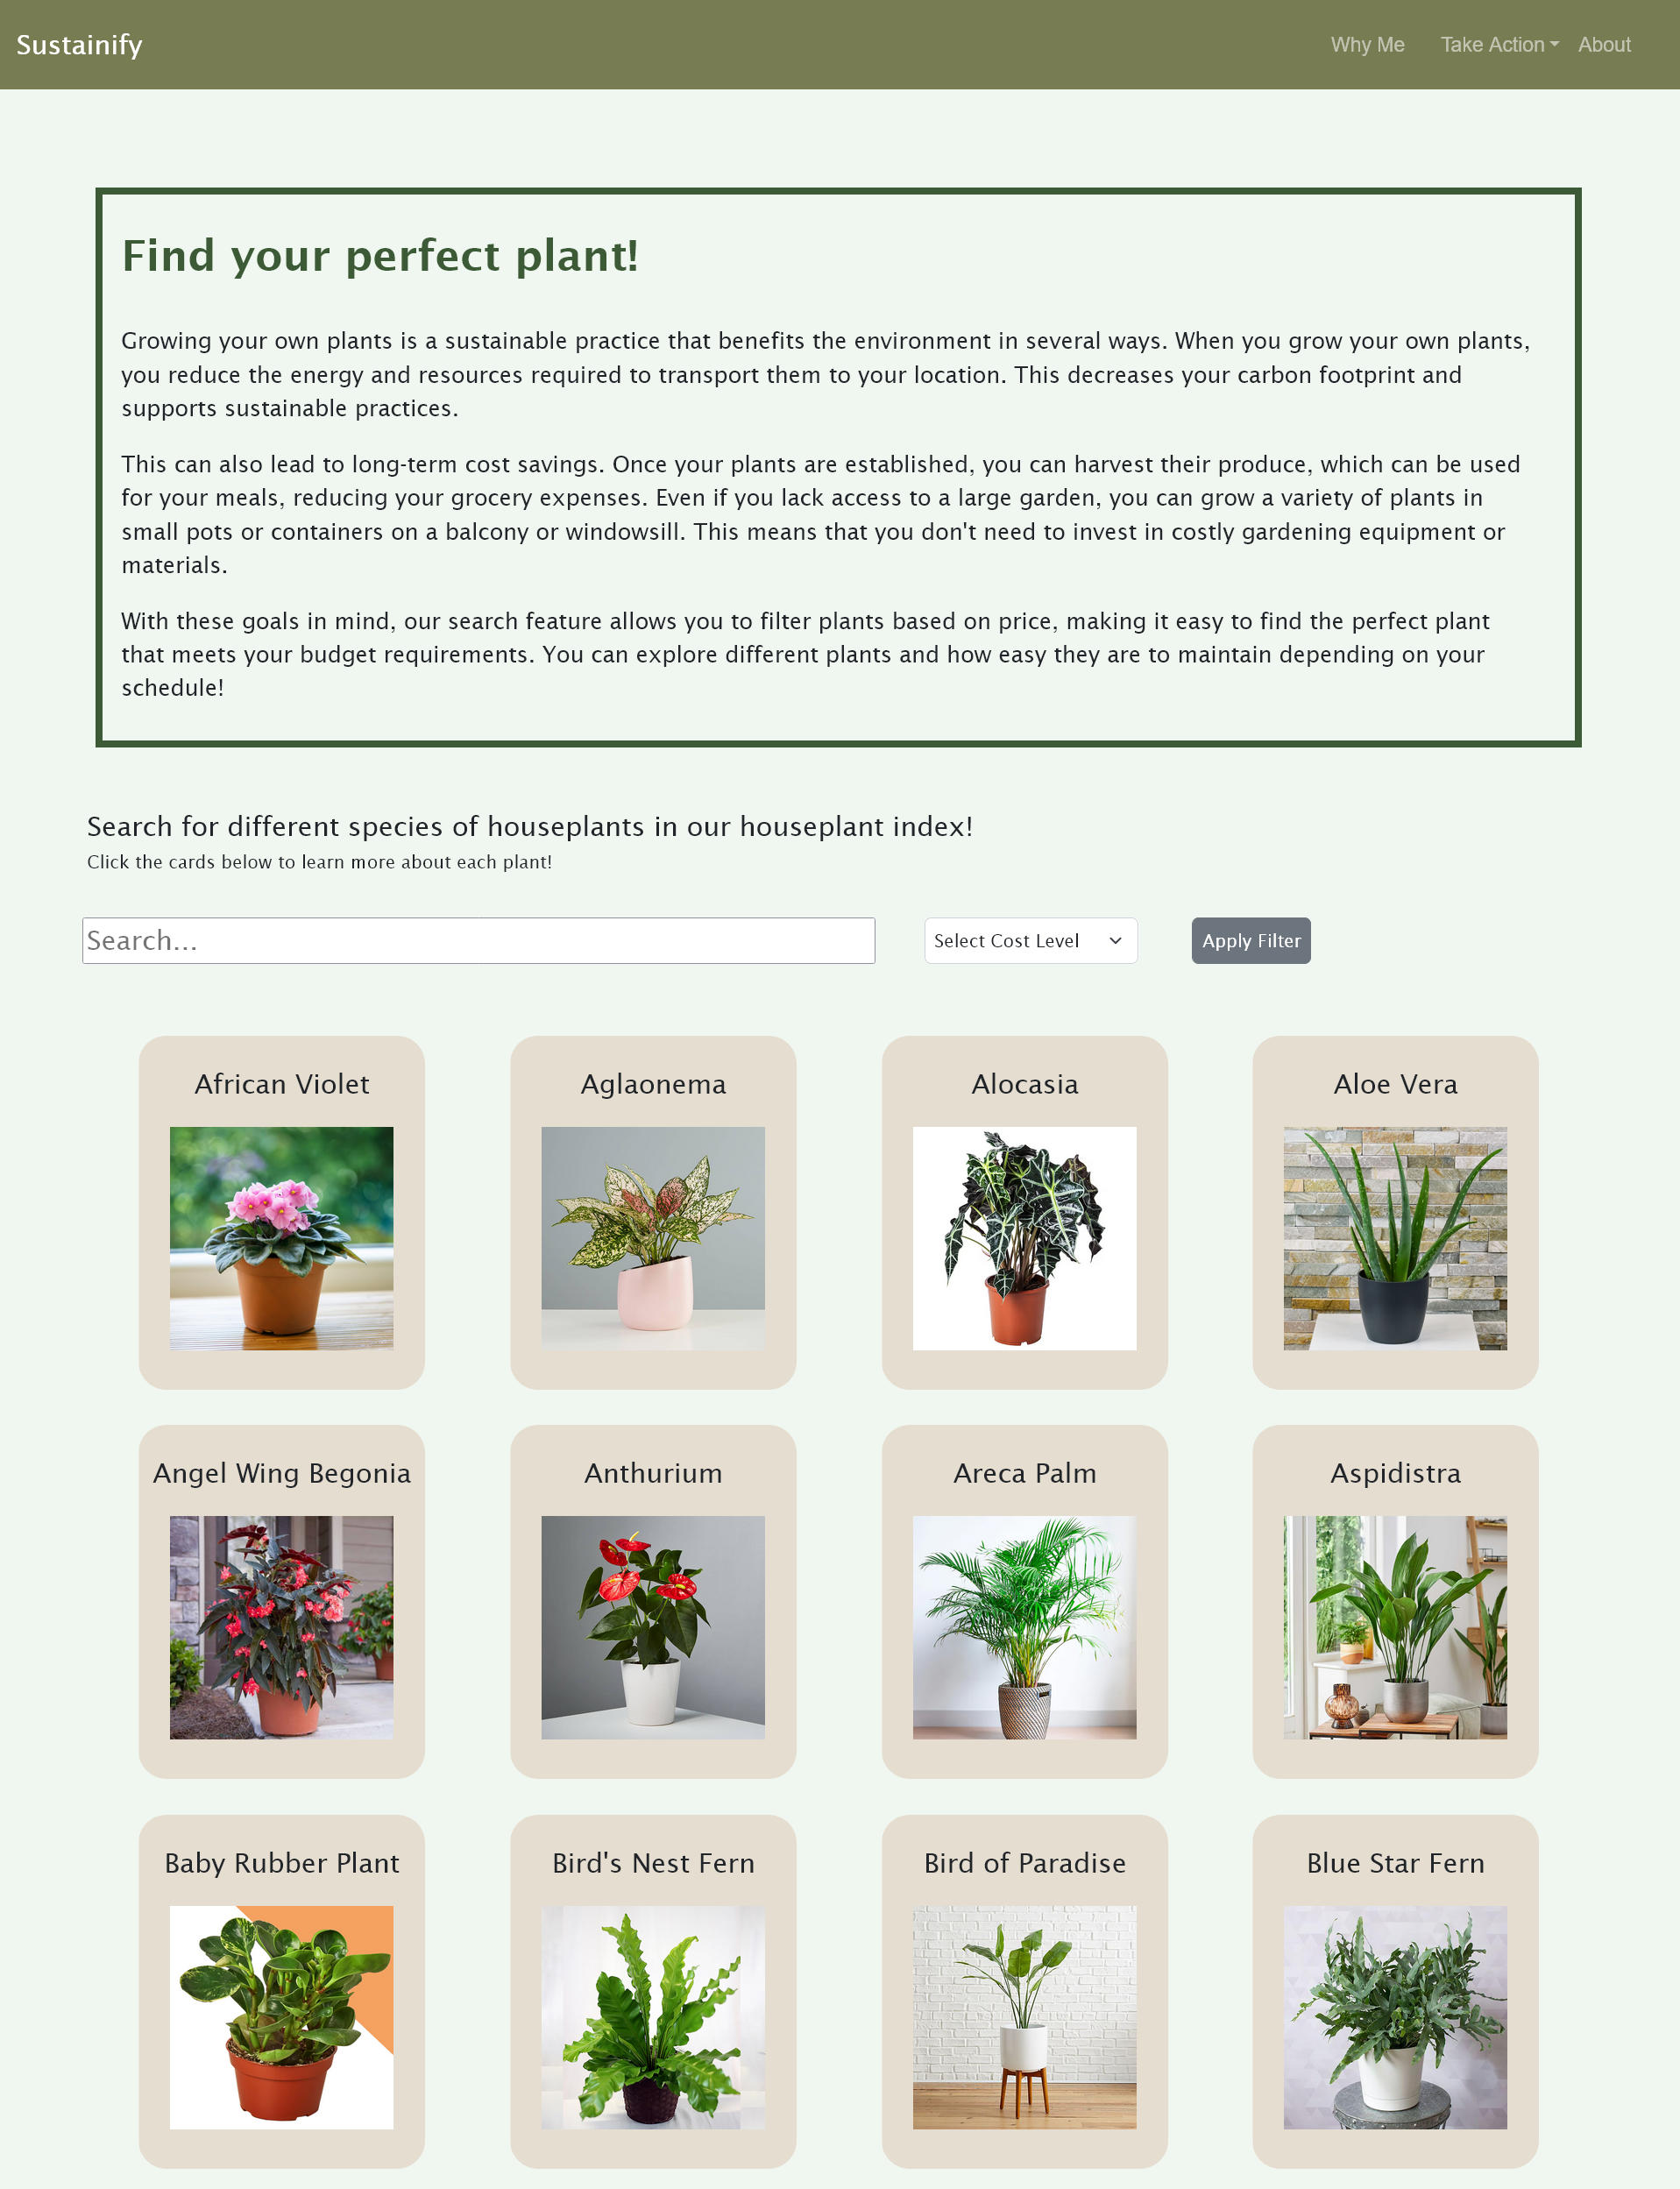 Sustainify
Why Me
Take Action
About
Find your perfect plant!
Growing your own plants is a sustainable practice that benefits the environment in several ways. When you grow your own plants,
you reduce the energy and resources required to transport them to your location. This decreases your carbon footprint and
supports sustainable practices.
This can also lead to long-term cost savings. Once your plants are established, you can harvest their produce, which can be used
for your meals, reducing your grocery expenses. Even if you lack access to a large garden, you can grow a variety of plants in
small pots or containers on a balcony or windowsill. This means that you don't need to invest in costly gardening equipment or
materials.
With these goals in mind, our search feature allows you to filter plants based on price, making it easy to find the perfect plant
that meets your budget requirements. You can explore different plants and how easy they are to maintain depending on your
schedule!
Search for different species of houseplants in our houseplant index!
Click the cards below to learn more about each plant!
Search...
Select Cost Level
Apply Filter
African Violet
Aglaonema
Alocasia
Aloe Vera
Angel Wing Begonia
Anthurium
Areca Palm
Aspidistra
Baby Rubber Plant
Bird's Nest Fern
Bird of Paradise
Blue Star Fern